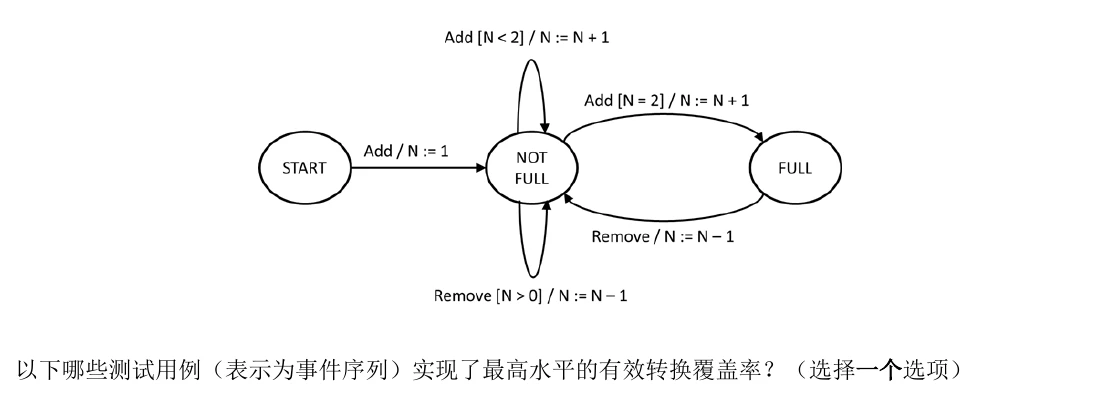 Add [N < 2] / N := N + 1
Add [N = 2] / N := N + 1
Add / N := 1
START
NOT
FULL
FULL
Remove / N := N – 1
Remove [N > 0] / N := N – 1
以下哪些测试用例（表示为事件序列）实现了最高水平的有效转换覆盖率？（选择一个选项）